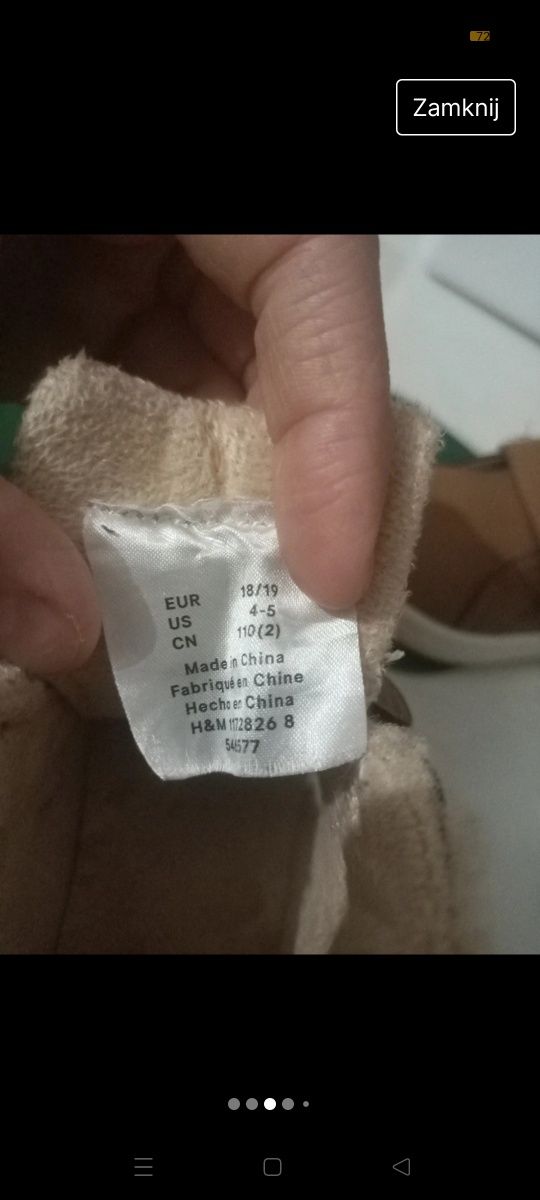 72
Zamknij
EUR 18/19
US 4-5
CN 110(2)
Made in China
Fabriqué en Chine
Hecho en China
H&M 1172826 8